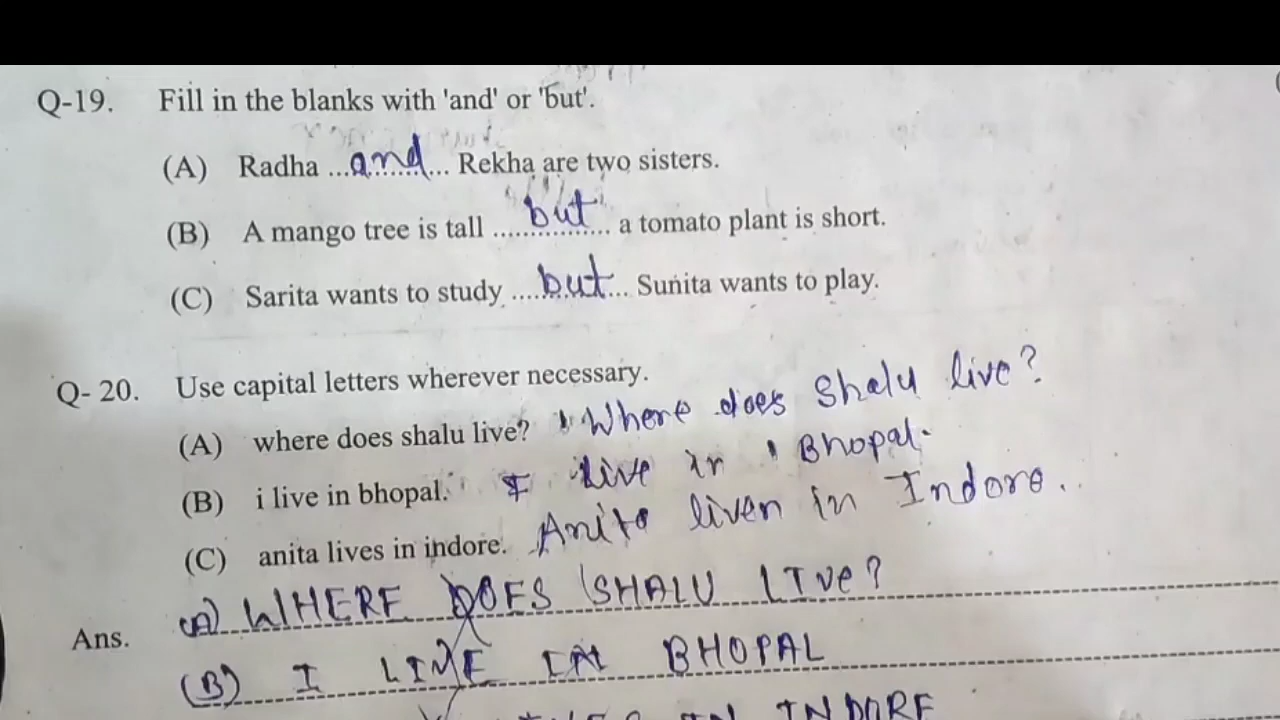 Q-19. Fill in the blanks with 'and' or 'but'.
(A) Radha ...and... Rekha are two sisters.
(B) A mango tree is tall ...but... a tomato plant is short.
(C) Sarita wants to study ...but... Sunita wants to play.
Q- 20. Use capital letters wherever necessary.
(A) where does shalu live? Where does Shalu live?
(B) i live in bhopal. I live in Bhopal.
(C) anita lives in indore. Anita liven in Indore.
(A) WHERE DOES SHALU LIve?
Ans.
(B) I LIVE IN BHOPAL
IN INDORE